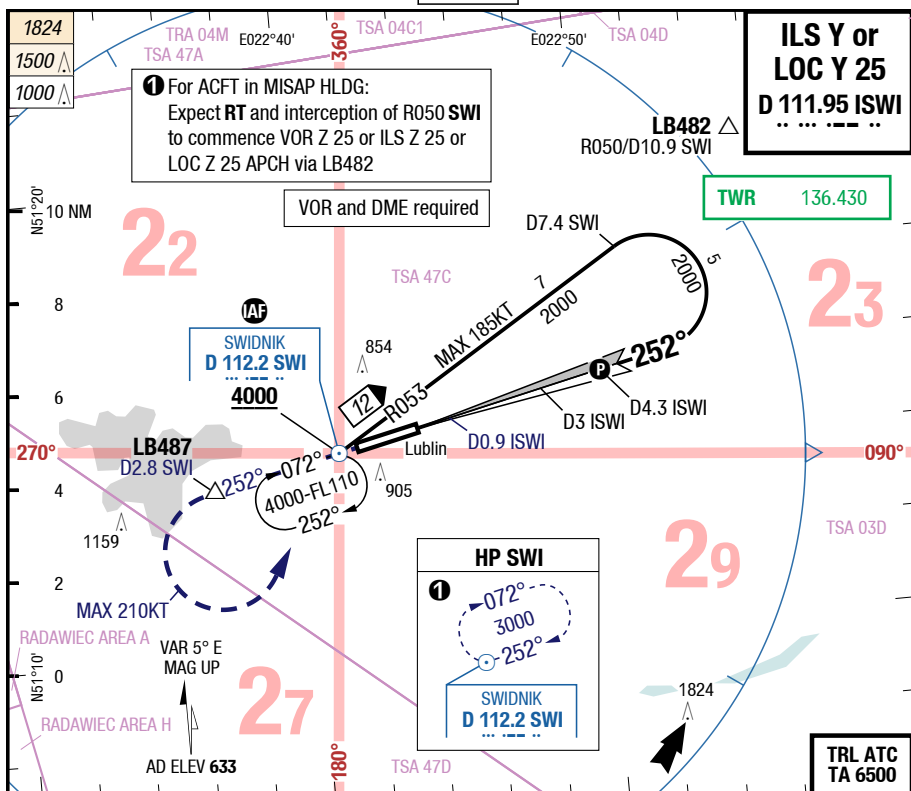 1824
1500
1000
TRA 04M
TSA 47A
E022°40'
360°
TSA 04C1
E022°50'
TSA 04D
ILS Y or
LOC Y 25
D 111.95 ISWI
1 For ACFT in MISAP HLDG:
Expect RT and interception of R050 SWI
to commence VOR Z 25 or ILS Z 25 or
LOC Z 25 APCH via LB482
LB482
R050/D10.9 SWI
TWR 136.430
VOR and DME required
N51°20'
10 NM
22
D7.4 SWI
5
2000
TSA 47C
7
2000
23
8
IAF
SWIDNIK
D 112.2 SWI
4000
854
MAX 185KT
252°
P
6
12
R053
D4.3 ISWI
D3 ISWI
D0.9 ISWI
Lublin
270°
LB487
D2.8 SWI
090°
252°
072°
4000-FL110
252°
905
4
1159
TSA 03D
29
HP SWI
1
072°
3000
252°
SWIDNIK
D 112.2 SWI
2
MAX 210KT
RADAWIEC AREA A
VAR 5° E
MAG UP
N51°10'
0
27
1824
RADAWIEC AREA H
AD ELEV 633
180°
TSA 47D
TRL ATC
TA 6500